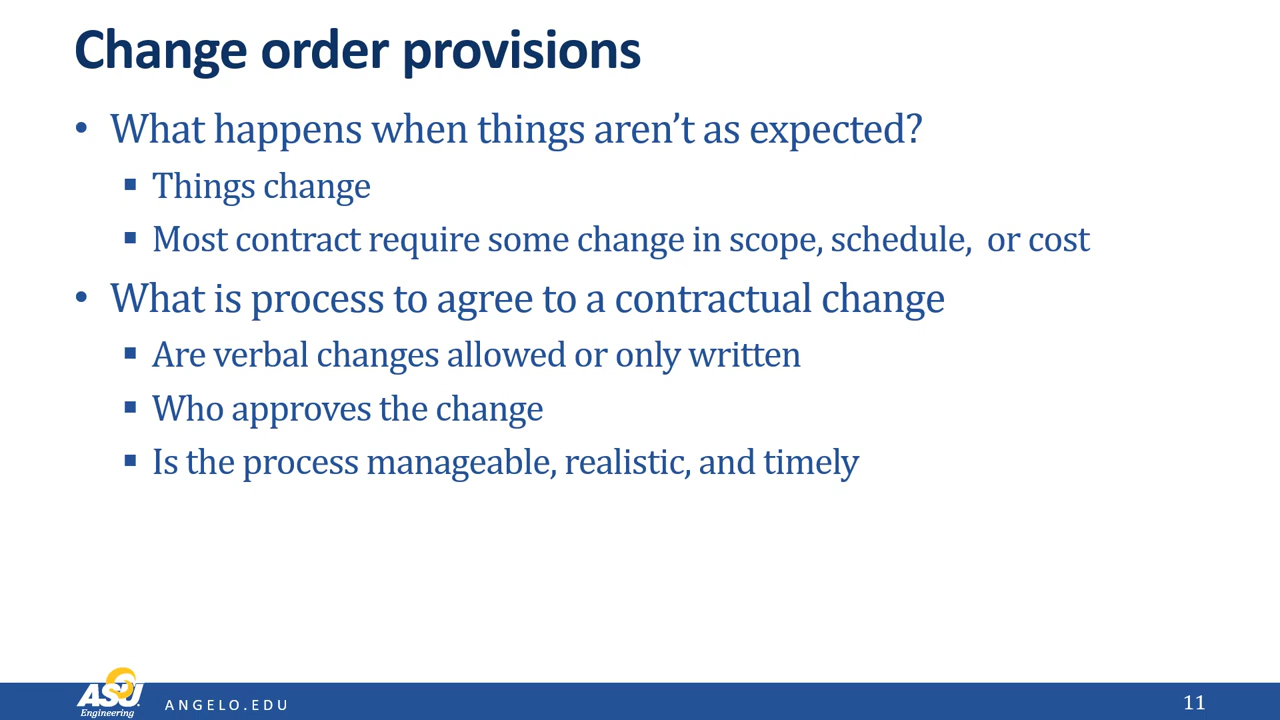 Change order provisions
• What happens when things aren't as expected?
▪ Things change
▪ Most contract require some change in scope, schedule,  or cost
• What is process to agree to a contractual change
▪ Are verbal changes allowed or only written
▪ Who approves the change
▪ Is the process manageable, realistic, and timely
ASU
Engineering
ANGELO.EDU
11